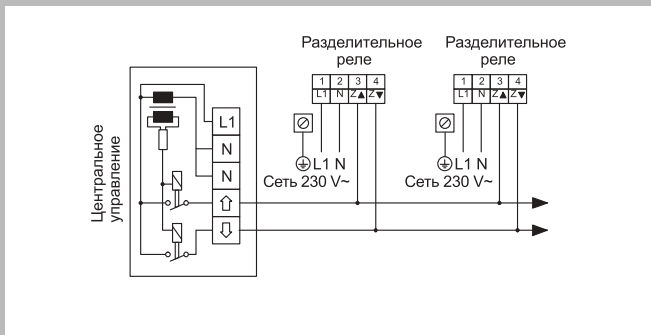 Разделительное
реле
1 2 3 4
L1 N Z▲ Z▼
L1 N
Сеть 230 V~
Разделительное
реле
1 2 3 4
L1 N Z▲ Z▼
L1 N
Сеть 230 V~
Центральное
управление
L1
N
N